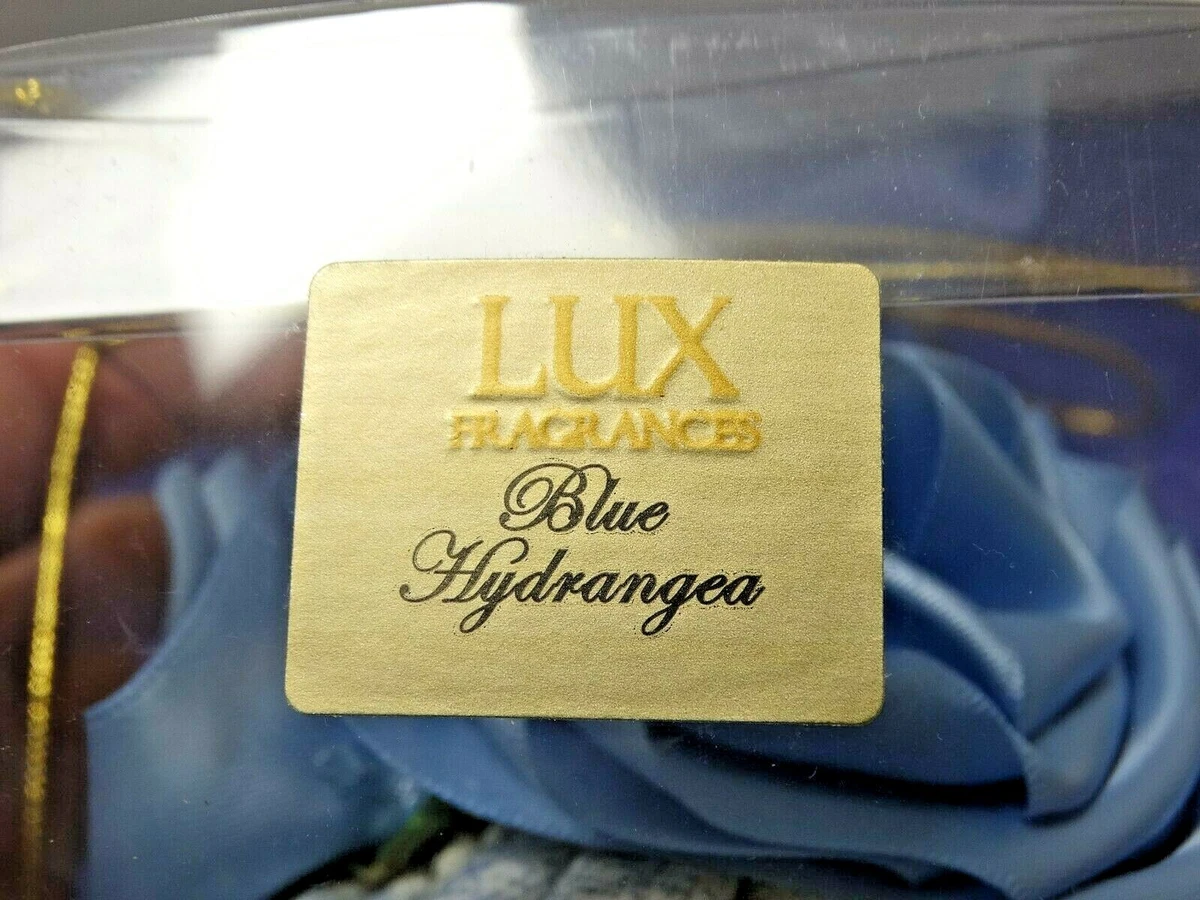 LUX
FRAGRANCES
Blue
Hydrangea